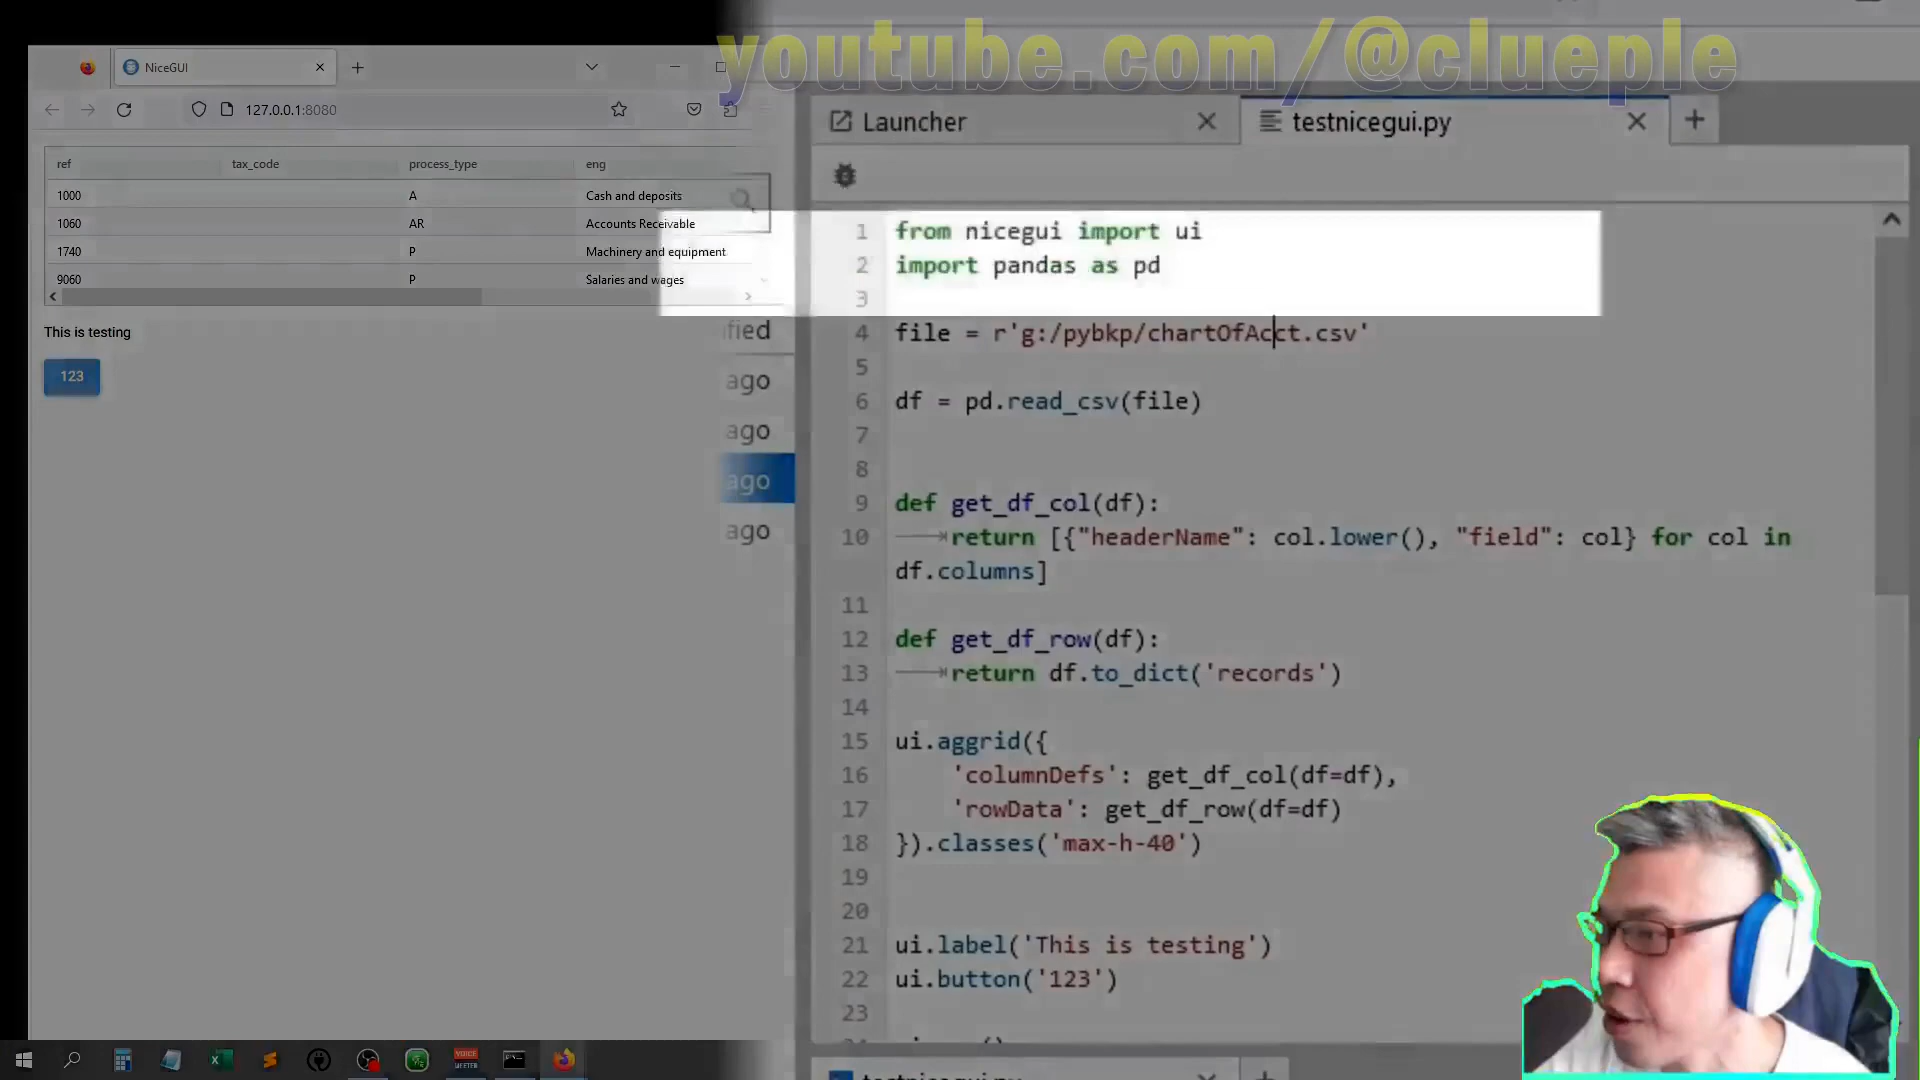 youtube.com/@clueple
NiceGUI
127.0.0.1:8080
ref tax_code process_type eng
1000 A Cash and deposits
1060 AR Accounts Receivable
1740 P Machinery and equipment
9060 P Salaries and wages
This is testing
123
ified
ago
ago
ago
ago
Launcher
testnicegui.py
1 from nicegui import ui
2 import pandas as pd
3
4 file = r'g:/pybkp/chartOfAcct.csv'
5
6 df = pd.read_csv(file)
7
8
9 def get_df_col(df):
10 return [{"headerName": col.lower(), "field": col} for col in
df.columns]
11
12 def get_df_row(df):
13 return df.to_dict('records')
14
15 ui.aggrid({
16 'columnDefs': get_df_col(df=df),
17 'rowData': get_df_row(df=df)
18 }).classes('max-h-40')
19
20
21 ui.label('This is testing')
22 ui.button('123')
23
VOICE
MEETER